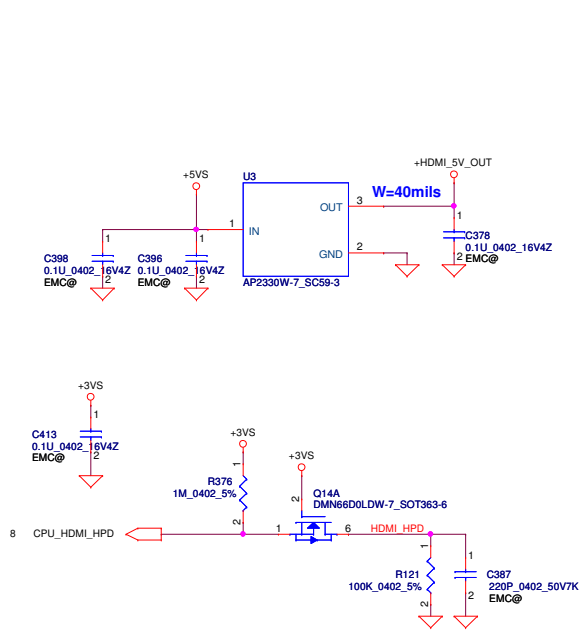 +5VS
U3
+HDMI_5V_OUT
W=40mils
1
IN
OUT
3
GND
2
AP2330W-7_SC59-3
1
C398
0.1U_0402_16V4Z
2
EMC@
1
C396
0.1U_0402_16V4Z
2
EMC@
1
C378
0.1U_0402_16V4Z
2
EMC@
+3VS
1
C413
0.1U_0402_16V4Z
2
EMC@
+3VS
1
R376
1M_0402_5%
2
+3VS
2
Q14A
DMN66D0LDW-7_SOT363-6
8
CPU_HDMI_HPD
1
6
HDMI_HPD
1
R121
100K_0402_5%
2
1
C387
220P_0402_50V7K
2
EMC@